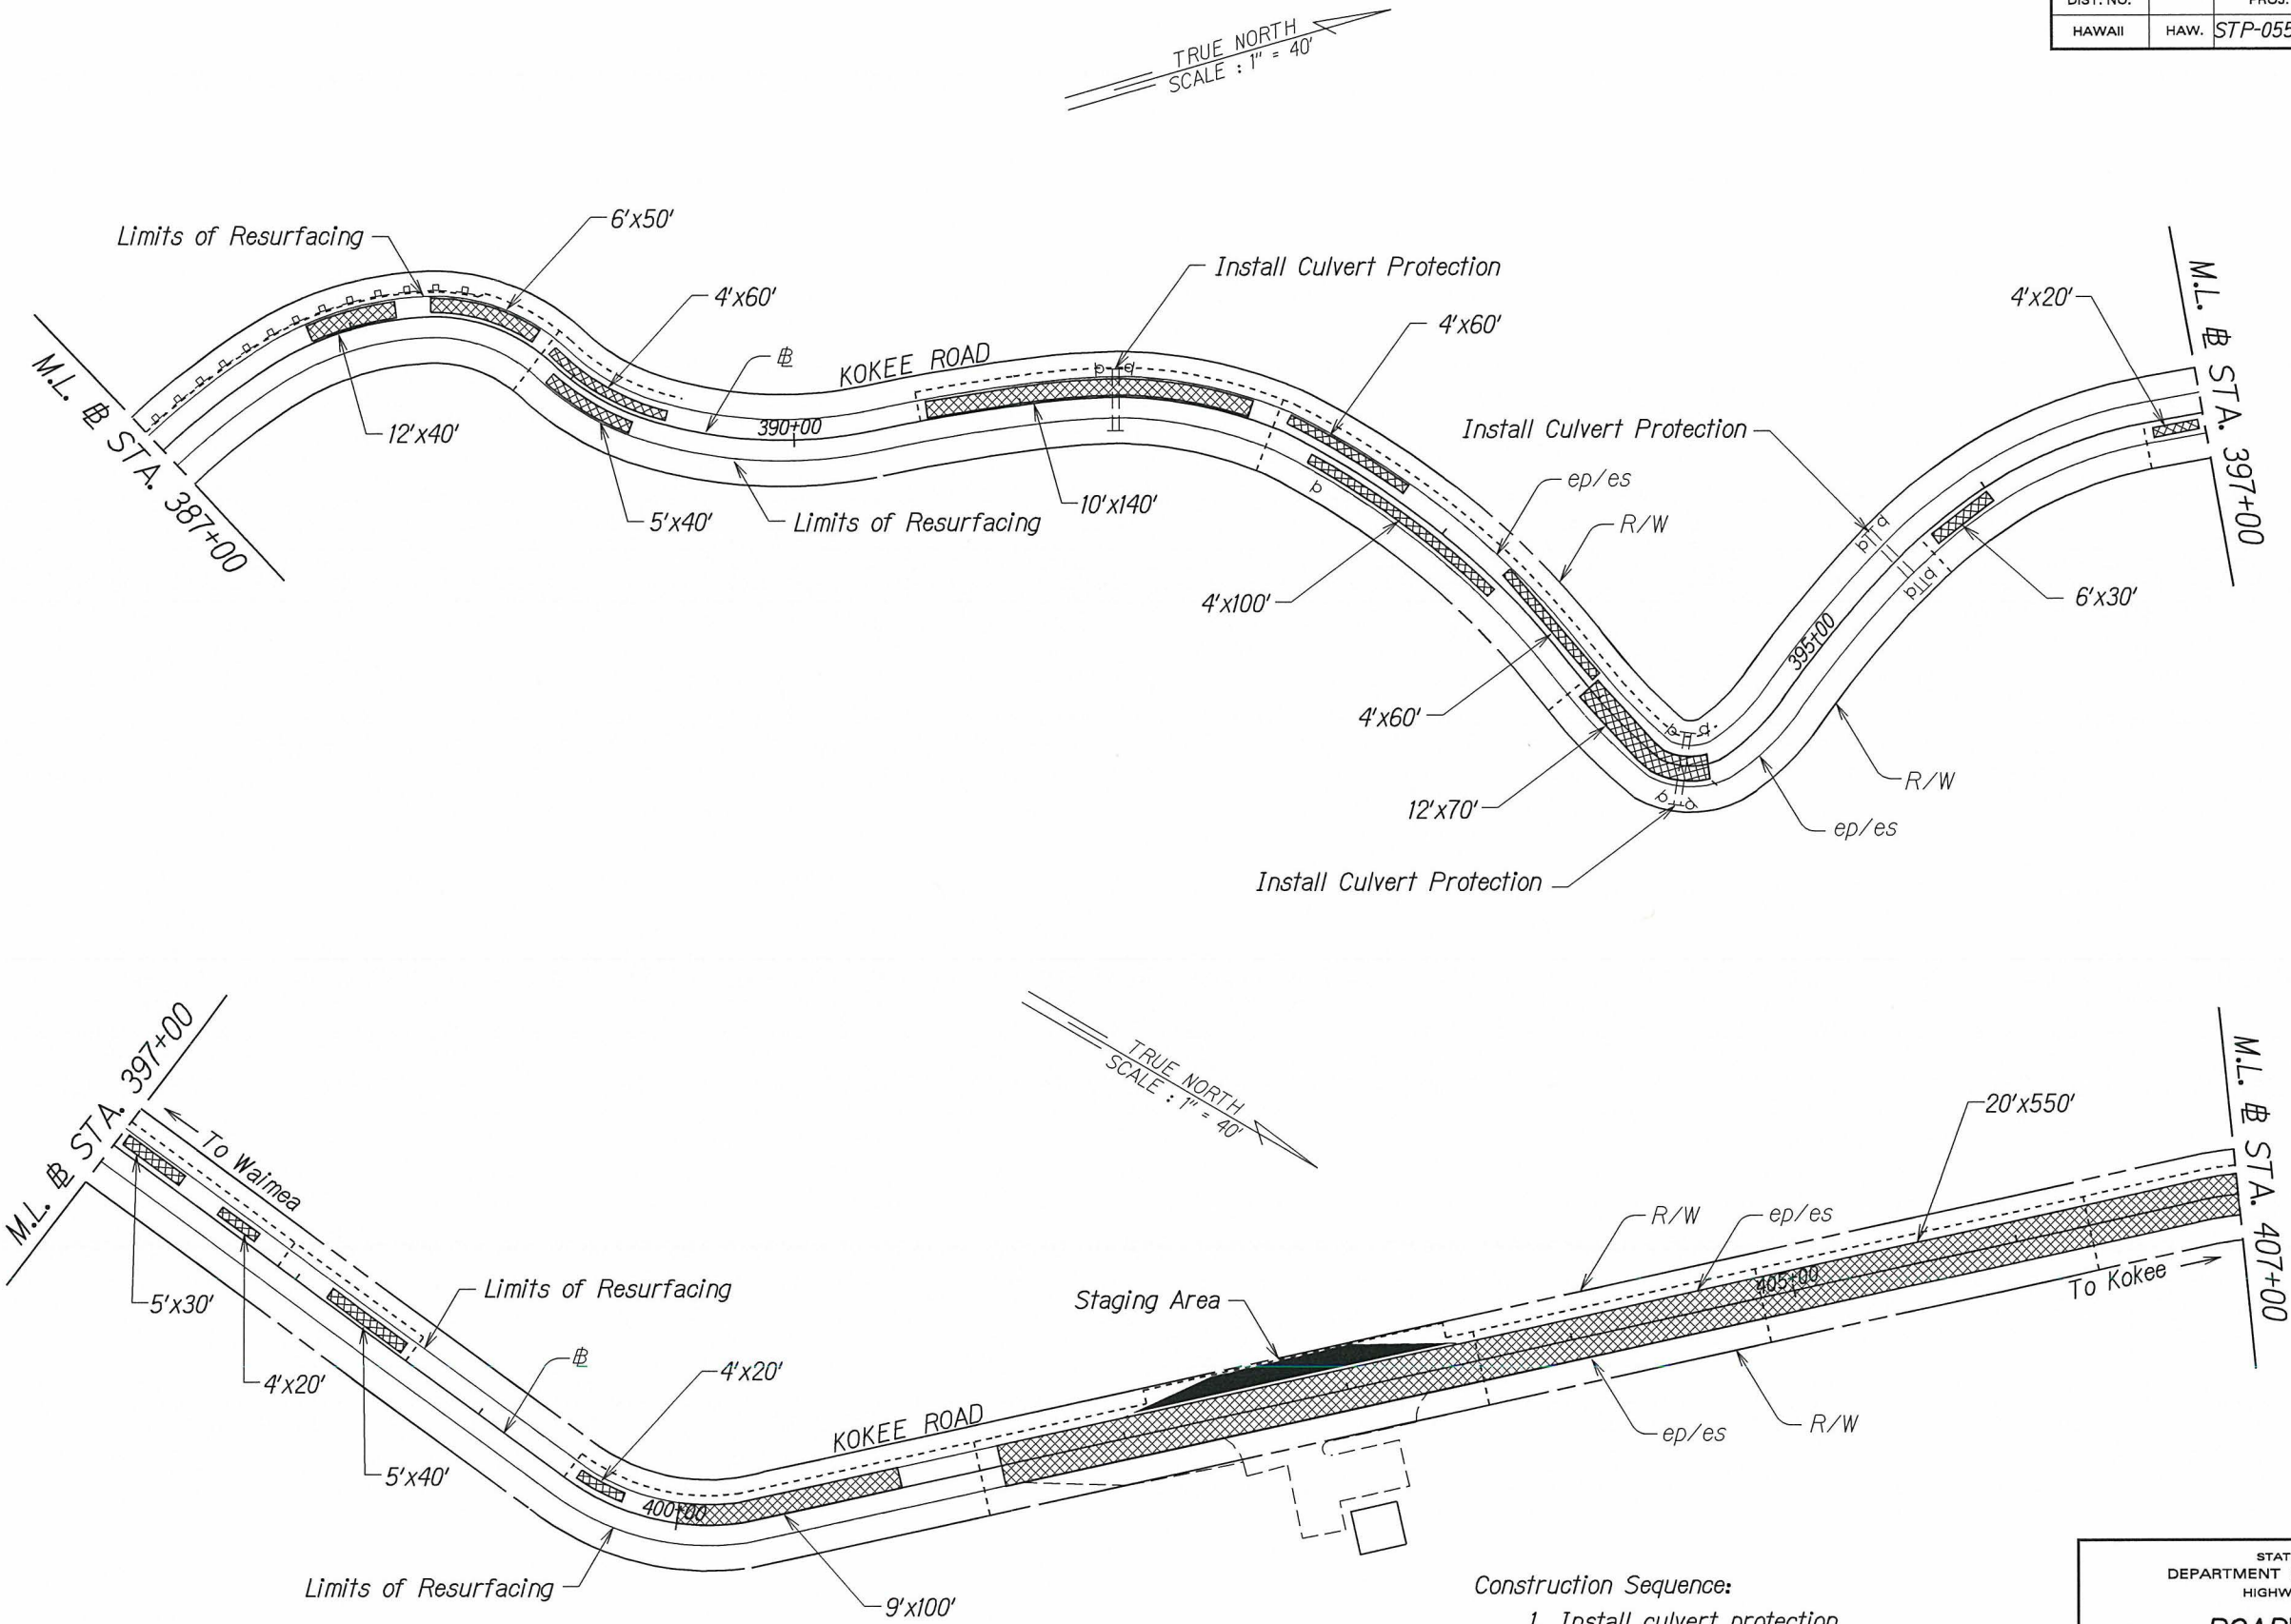 DIST. NO.
HAWAII HAW. STP-055
TRUE NORTH
SCALE : 1" = 40'
Limits of Resurfacing
6'x50'
4'x60'
Install Culvert Protection
4'x60'
4'x20'
M.L. ℄ STA. 387+00
12'x40'
5'x40'
KOKEE ROAD
390+00
Limits of Resurfacing
10'x140'
Install Culvert Protection
ep/es
R/W
4'x100'
4'x60'
12'x70'
Install Culvert Protection
395+00
6'x30'
R/W
ep/es
M.L. ℄ STA. 397+00
M.L. ℄ STA. 397+00
To Waimea
5'x30'
4'x20'
5'x40'
Limits of Resurfacing
4'x20'
400+00
Limits of Resurfacing
9'x100'
KOKEE ROAD
TRUE NORTH
SCALE : 1" = 40'
Staging Area
R/W
ep/es
20'x550'
405+00
To Kokee
ep/es
R/W
M.L. ℄ STA. 407+00
Construction Sequence:
1. Install culvert protection
STAT
DEPARTMENT
HIGHW